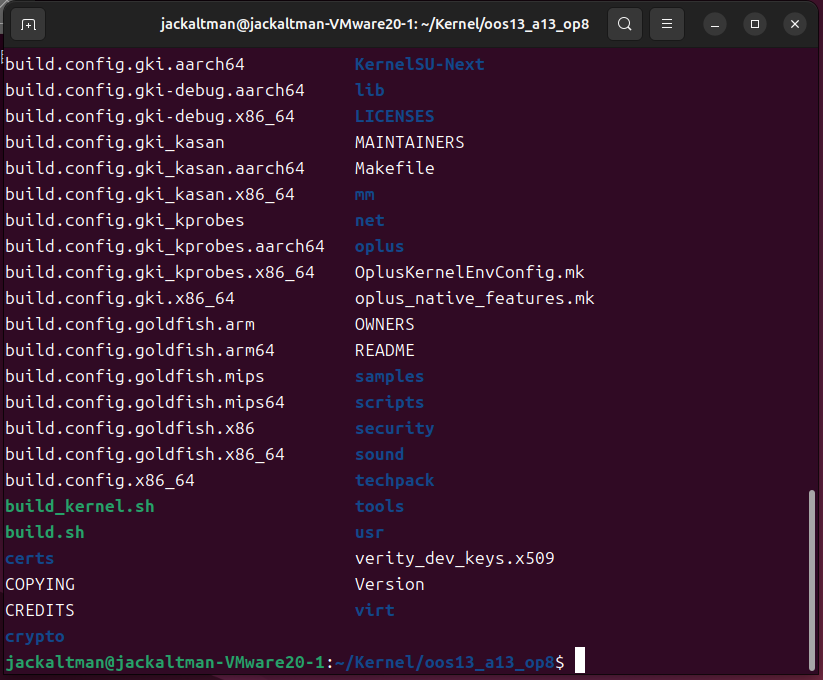 jackaltman@jackaltman-VMware20-1: ~/Kernel/oos13_a13_op8
build.config.gki.aarch64 KernelSU-Next
build.config.gki-debug.aarch64 lib
build.config.gki-debug.x86_64 LICENSES
build.config.gki_kasan MAINTAINERS
build.config.gki_kasan.aarch64 Makefile
build.config.gki_kasan.x86_64 mm
build.config.gki_kprobes net
build.config.gki_kprobes.aarch64 oplus
build.config.gki_kprobes.x86_64 OplusKernelEnvConfig.mk
build.config.gki.x86_64 oplus_native_features.mk
build.config.goldfish.arm OWNERS
build.config.goldfish.arm64 README
build.config.goldfish.mips samples
build.config.goldfish.mips64 scripts
build.config.goldfish.x86 security
build.config.goldfish.x86_64 sound
build.config.x86_64 techpack
build_kernel.sh tools
build.sh usr
certs verity_dev_keys.x509
COPYING Version
CREDITS virt
crypto
jackaltman@jackaltman-VMware20-1:~/Kernel/oos13_a13_op8$